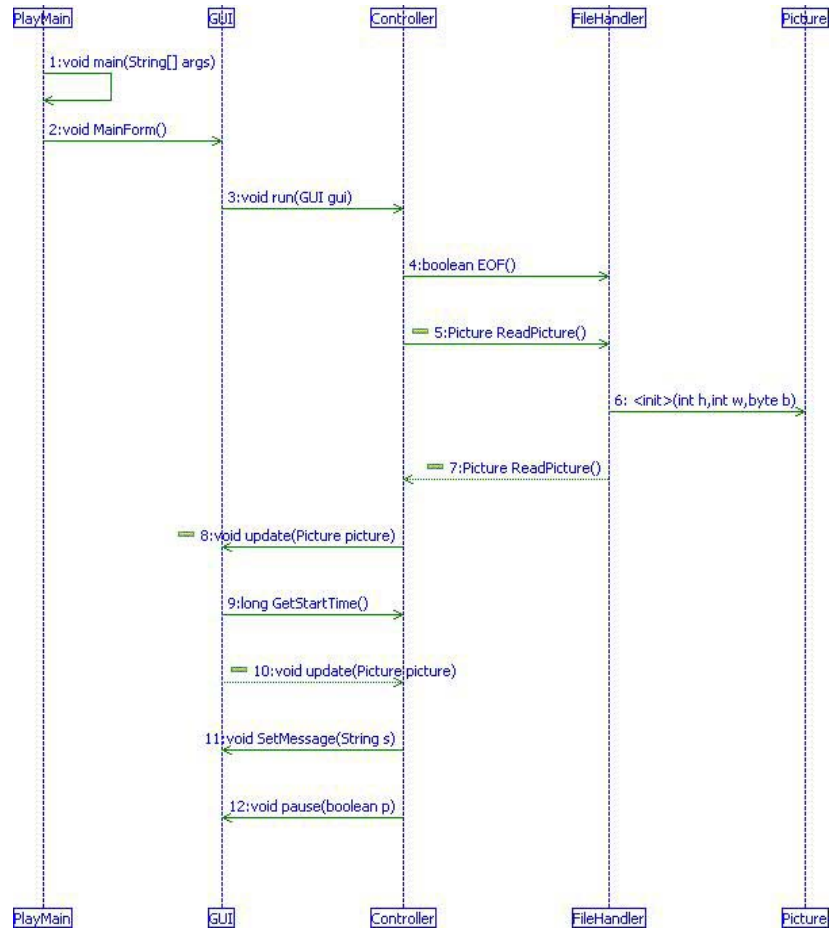 PlayMain GUI Controller FileHandler Picture
1:void main(String[] args)
2:void MainForm()
3:void run(GUI gui)
4:boolean EOF()
5:Picture ReadPicture()
6: <init>(int h,int w,byte b)
7:Picture ReadPicture()
8:void update(Picture picture)
9:long GetStartTime()
10:void update(Picture picture)
11:void SetMessage(String s)
12:void pause(boolean p)
PlayMain GUI Controller FileHandler Picture